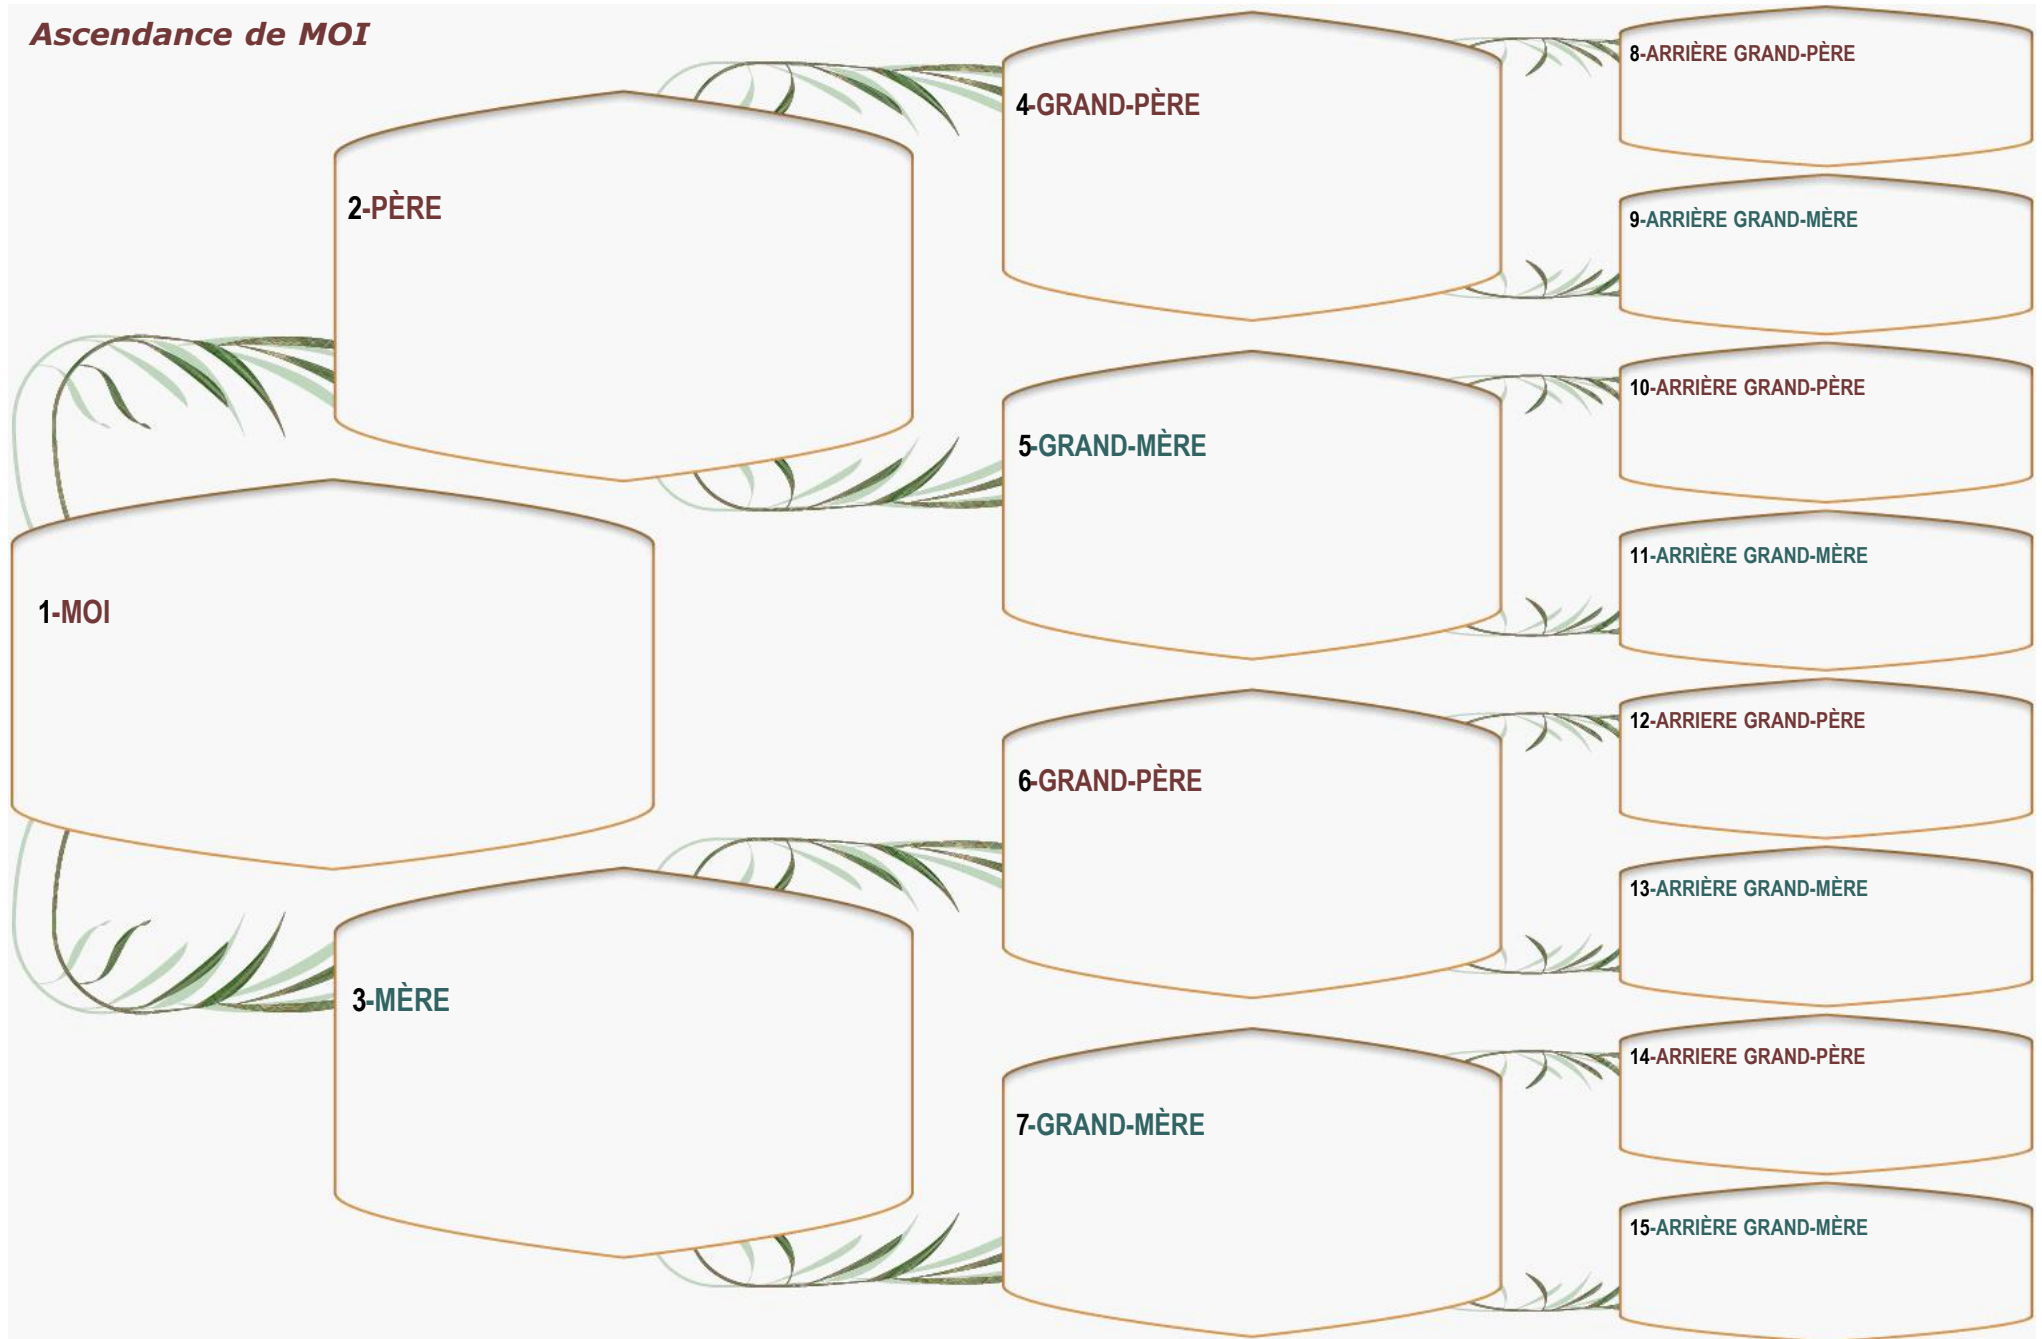 Ascendance de MOI
1-MOI
2-PÈRE
3-MÈRE
4-GRAND-PÈRE
5-GRAND-MÈRE
6-GRAND-PÈRE
7-GRAND-MÈRE
8-ARRIÈRE GRAND-PÈRE
9-ARRIÈRE GRAND-MÈRE
10-ARRIÈRE GRAND-PÈRE
11-ARRIÈRE GRAND-MÈRE
12-ARRIERE GRAND-PÈRE
13-ARRIÈRE GRAND-MÈRE
14-ARRIERE GRAND-PÈRE
15-ARRIÈRE GRAND-MÈRE